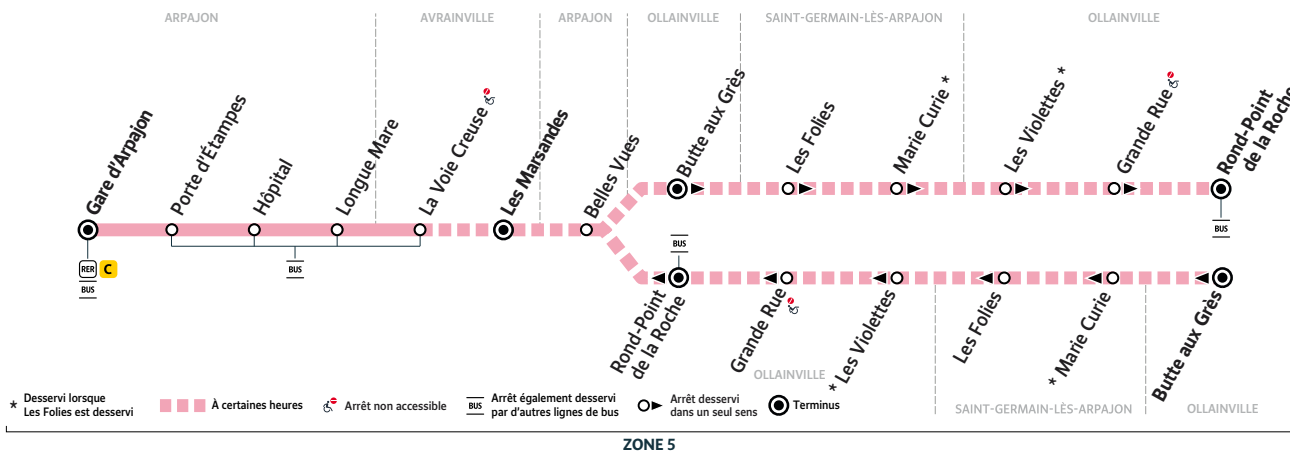 ARPAJON
AVRAINVILLE
ARPAJON
OLLAINVILLE
SAINT-GERMAIN-LÈS-ARPAJON
OLLAINVILLE
Gare d'Arpajon
Porte d'Étampes
Hôpital
Longue Mare
La Voie Creuse
Les Marsandes
Belles Vues
Butte aux Grès
Les Folies
Marie Curie *
Les Violettes *
Grande Rue
Rond-Point
de la Roche
RER C
BUS
BUS
BUS
BUS
Rond-Point
de la Roche
Grande Rue
* Les Violettes
Les Folies
* Marie Curie
Butte aux Grès
OLLAINVILLE
SAINT-GERMAIN-LÈS-ARPAJON
OLLAINVILLE
* Desservi lorsque
Les Folies est desservi
À certaines heures
Arrêt non accessible
BUS
Arrêt également desservi
par d'autres lignes de bus
Arrêt desservi
dans un seul sens
Terminus
ZONE 5